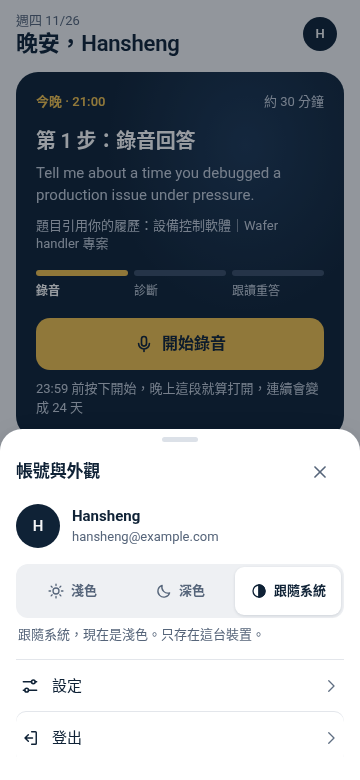 週四 11/26
晚安，Hansheng
H
今晚 · 21:00
約 30 分鐘
第 1 步：錄音回答
Tell me about a time you debugged a
production issue under pressure.
題目引用你的履歷：設備控制軟體｜Wafer
handler 專案
錄音
診斷
跟讀重答
開始錄音
23:59 前按下開始，晚上這段就算打開，連續會變
成 24 天
帳號與外觀
H
Hansheng
hansheng@example.com
淺色
深色
跟隨系統
跟隨系統，現在是淺色。只存在這台裝置。
設定
登出